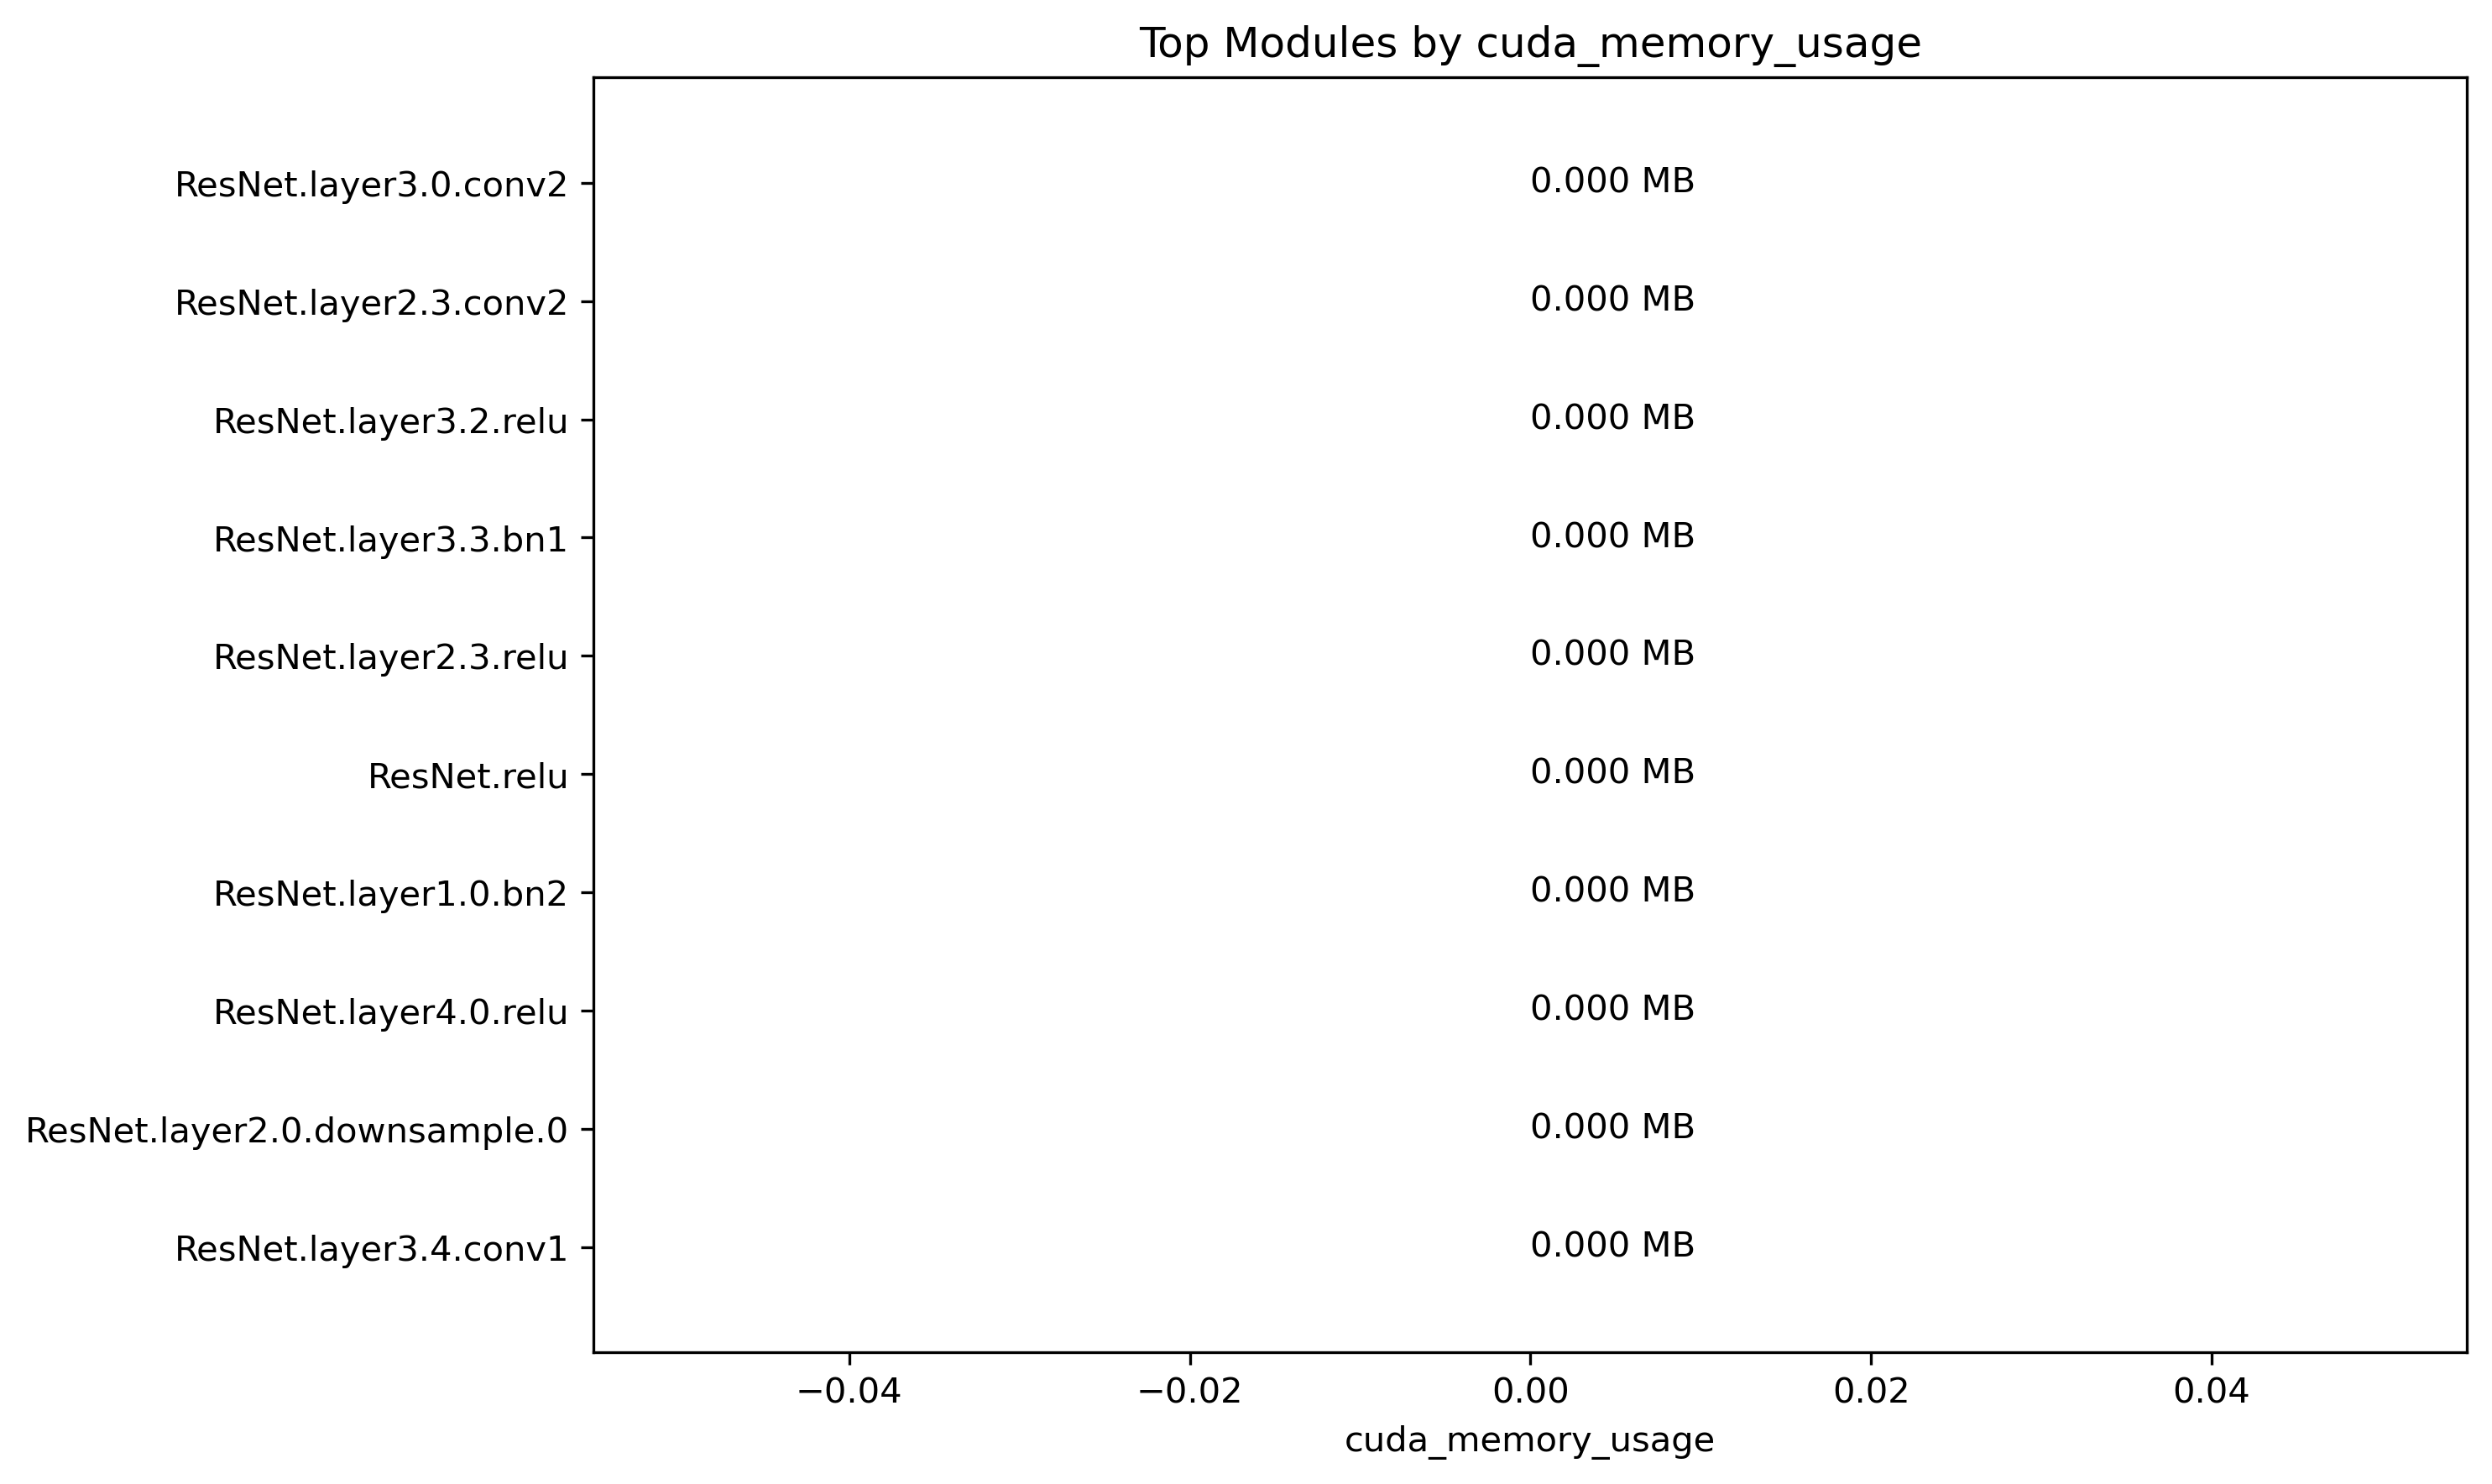 Top Modules by cuda_memory_usage
ResNet.layer3.0.conv2 0.000 MB
ResNet.layer2.3.conv2 0.000 MB
ResNet.layer3.2.relu 0.000 MB
ResNet.layer3.3.bn1 0.000 MB
ResNet.layer2.3.relu 0.000 MB
ResNet.relu 0.000 MB
ResNet.layer1.0.bn2 0.000 MB
ResNet.layer4.0.relu 0.000 MB
ResNet.layer2.0.downsample.0 0.000 MB
ResNet.layer3.4.conv1 0.000 MB
−0.04 −0.02 0.00 0.02 0.04
cuda_memory_usage